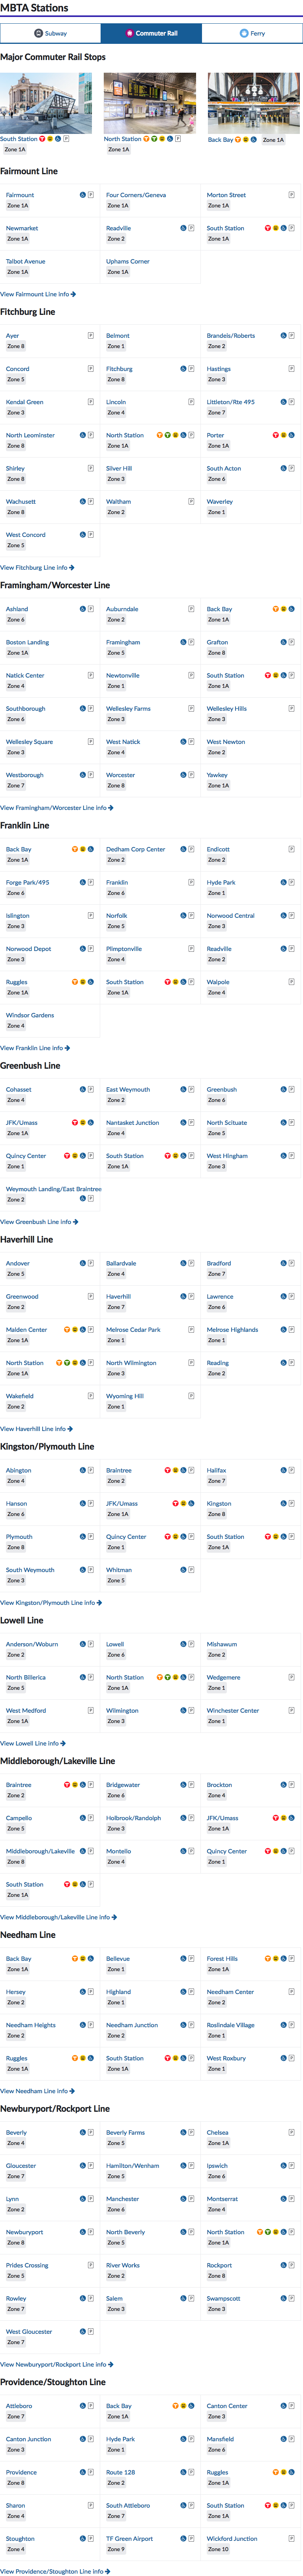 MBTA Stations
Subway
Commuter Rail
Ferry
Major Commuter Rail Stops
South Station T P
Zone 1A
North Station T T P
Zone 1A
Back Bay T Zone 1A
Fairmount Line
Fairmount P
Zone 1A
Four Corners/Geneva
Zone 1A
Morton Street P
Zone 1A
Newmarket
Zone 1A
Readville P
Zone 2
South Station T P
Zone 1A
Talbot Avenue
Zone 1A
Uphams Corner
Zone 1A
View Fairmount Line info
Fitchburg Line
Ayer P
Zone 8
Belmont
Zone 1
Brandeis/Roberts P
Zone 2
Concord P
Zone 5
Fitchburg P
Zone 8
Hastings P
Zone 3
Kendal Green P
Zone 3
Lincoln P
Zone 4
Littleton/Rte 495 P
Zone 7
North Leominster P
Zone 8
North Station T T P
Zone 1A
Porter T
Zone 1A
Shirley P
Zone 8
Silver Hill
Zone 3
South Acton P
Zone 6
Wachusett P
Zone 8
Waltham P
Zone 2
Waverley
Zone 1
West Concord P
Zone 5
View Fitchburg Line info
Framingham/Worcester Line
Ashland P
Zone 6
Auburndale P
Zone 2
Back Bay T
Zone 1A
Boston Landing
Zone 1A
Framingham P
Zone 5
Grafton P
Zone 8
Natick Center P
Zone 4
Newtonville P
Zone 1
South Station T P
Zone 1A
Southborough P
Zone 6
Wellesley Farms P
Zone 3
Wellesley Hills P
Zone 3
Wellesley Square P
Zone 3
West Natick P
Zone 4
West Newton
Zone 2
Westborough P
Zone 7
Worcester P
Zone 8
Yawkey
Zone 1A
View Framingham/Worcester Line info
Franklin Line
Back Bay T
Zone 1A
Dedham Corp Center P
Zone 2
Endicott P
Zone 2
Forge Park/495 P
Zone 6
Franklin P
Zone 6
Hyde Park P
Zone 1
Islington P
Zone 3
Norfolk P
Zone 5
Norwood Central P
Zone 3
Norwood Depot P
Zone 3
Plimptonville P
Zone 4
Readville P
Zone 2
Ruggles T
Zone 1A
South Station T P
Zone 1A
Walpole P
Zone 4
Windsor Gardens
Zone 4
View Franklin Line info
Greenbush Line
Cohasset P
Zone 4
East Weymouth P
Zone 2
Greenbush P
Zone 6
JFK/Umass T
Zone 1A
Nantasket Junction P
Zone 4
North Scituate P
Zone 5
Quincy Center T P
Zone 1
South Station T P
Zone 1A
West Hingham P
Zone 3
Weymouth Landing/East Braintree
Zone 2 P
View Greenbush Line info
Haverhill Line
Andover P
Zone 5
Ballardvale P
Zone 4
Bradford P
Zone 7
Greenwood P
Zone 2
Haverhill P
Zone 7
Lawrence P
Zone 6
Malden Center T P
Zone 1A
Melrose Cedar Park P
Zone 1
Melrose Highlands P
Zone 1
North Station T T P
Zone 1A
North Wilmington P
Zone 3
Reading P
Zone 2
Wakefield P
Zone 2
Wyoming Hill P
Zone 1
View Haverhill Line info
Kingston/Plymouth Line
Abington P
Zone 4
Braintree T P
Zone 2
Halifax P
Zone 7
Hanson P
Zone 6
JFK/Umass T
Zone 1A
Kingston P
Zone 8
Plymouth P
Zone 8
Quincy Center T P
Zone 1
South Station T P
Zone 1A
South Weymouth P
Zone 3
Whitman P
Zone 5
View Kingston/Plymouth Line info
Lowell Line
Anderson/Woburn P
Zone 2
Lowell P
Zone 6
Mishawum
Zone 2
North Billerica P
Zone 5
North Station T T P
Zone 1A
Wedgemere P
Zone 1
West Medford P
Zone 1A
Wilmington P
Zone 3
Winchester Center P
Zone 1
View Lowell Line info
Middleborough/Lakeville Line
Braintree T P
Zone 2
Bridgewater P
Zone 6
Brockton P
Zone 4
Campello P
Zone 5
Holbrook/Randolph P
Zone 3
JFK/Umass T
Zone 1A
Middleborough/Lakeville P
Zone 8
Montello P
Zone 4
Quincy Center T P
Zone 1
South Station T P
Zone 1A
View Middleborough/Lakeville Line info
Needham Line
Back Bay T
Zone 1A
Bellevue P
Zone 1
Forest Hills T P
Zone 1A
Hersey P
Zone 2
Highland P
Zone 1
Needham Center P
Zone 2
Needham Heights P
Zone 2
Needham Junction P
Zone 2
Roslindale Village P
Zone 1
Ruggles T
Zone 1A
South Station T P
Zone 1A
West Roxbury P
Zone 1
View Needham Line info
Newburyport/Rockport Line
Beverly P
Zone 4
Beverly Farms P
Zone 5
Chelsea P
Zone 1A
Gloucester P
Zone 7
Hamilton/Wenham P
Zone 5
Ipswich P
Zone 6
Lynn P
Zone 2
Manchester P
Zone 6
Montserrat P
Zone 4
Newburyport P
Zone 8
North Beverly P
Zone 5
North Station T T P
Zone 1A
Prides Crossing P
Zone 5
River Works
Zone 2
Rockport P
Zone 8
Rowley P
Zone 7
Salem P
Zone 3
Swampscott P
Zone 3
West Gloucester P
Zone 7
View Newburyport/Rockport Line info
Providence/Stoughton Line
Attleboro P
Zone 7
Back Bay T
Zone 1A
Canton Center P
Zone 3
Canton Junction P
Zone 3
Hyde Park P
Zone 1
Mansfield P
Zone 6
Providence P
Zone 8
Route 128 P
Zone 2
Ruggles T
Zone 1A
Sharon P
Zone 4
South Attleboro P
Zone 7
South Station T P
Zone 1A
Stoughton P
Zone 4
TF Green Airport P
Zone 9
Wickford Junction P
Zone 10
View Providence/Stoughton Line info